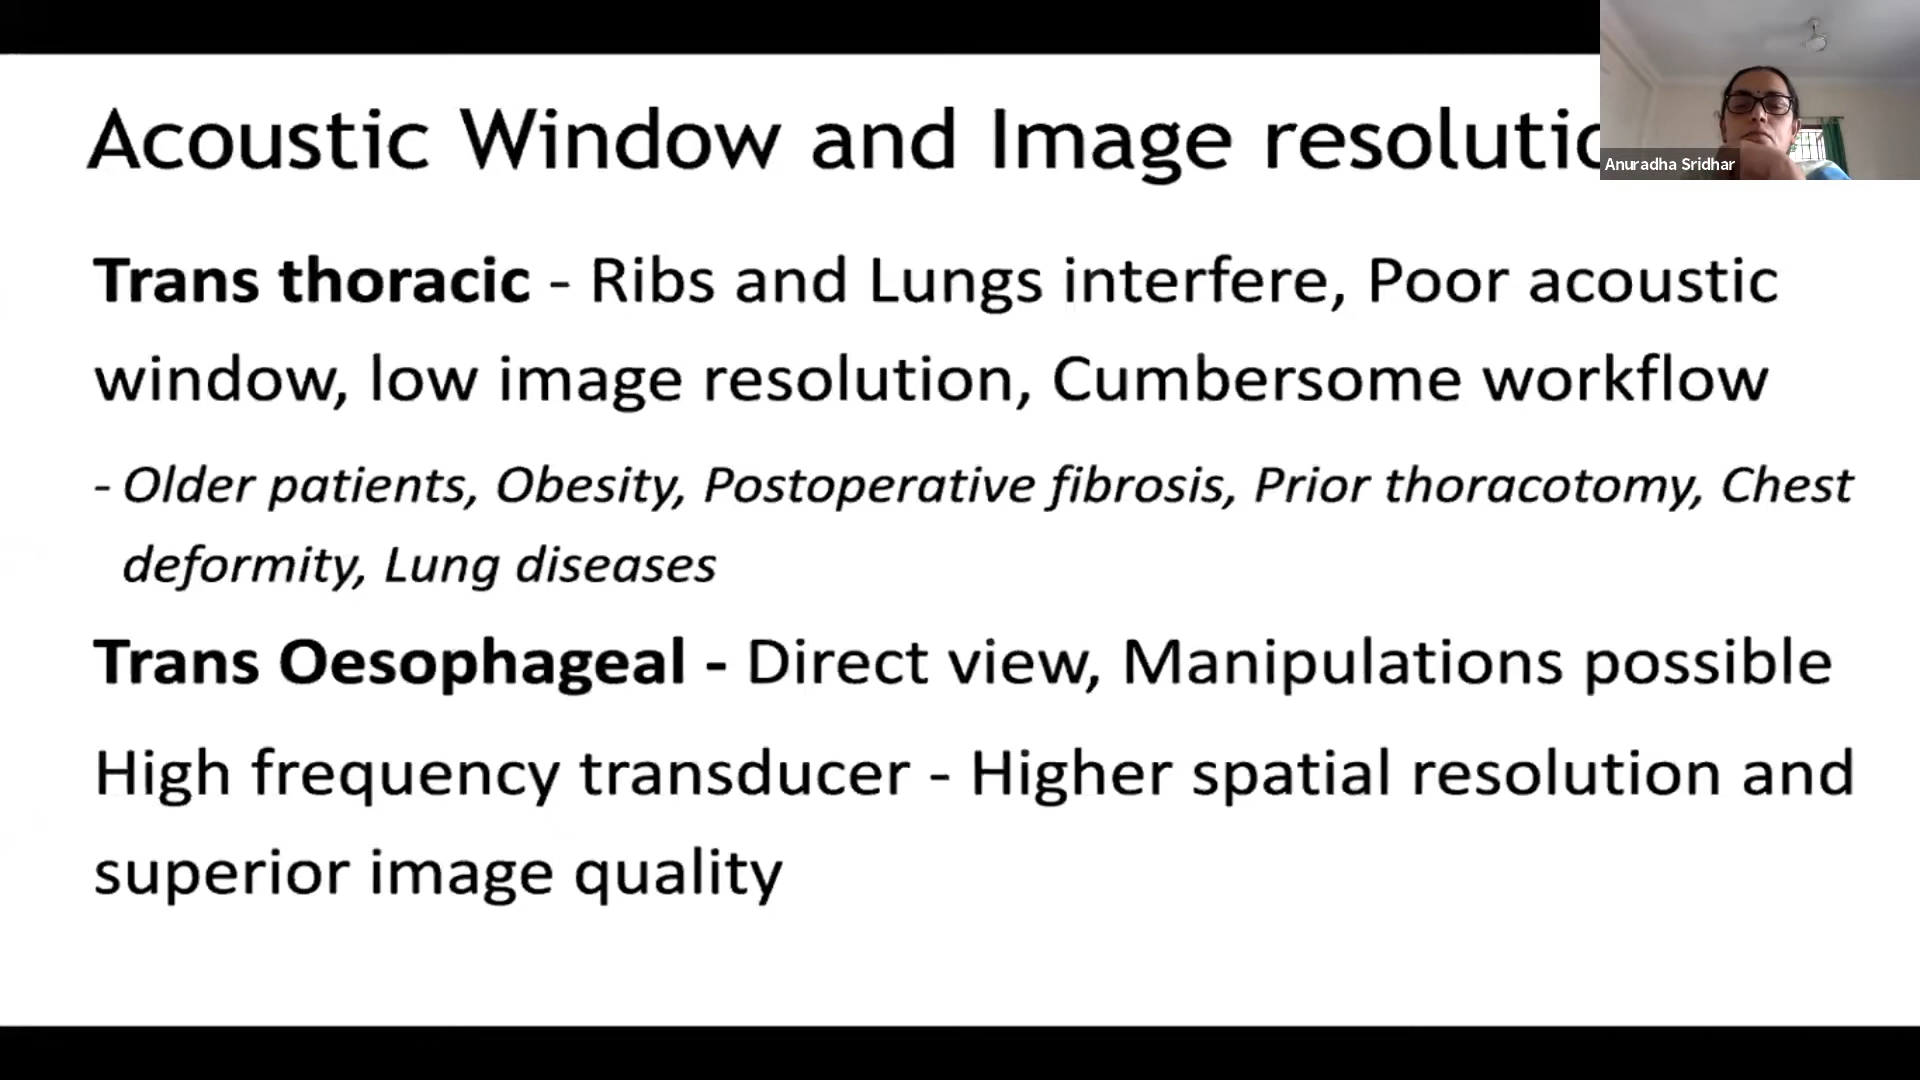 Acoustic Window and Image resolutio
Anuradha Sridhar
Trans thoracic - Ribs and Lungs interfere, Poor acoustic
window, low image resolution, Cumbersome workflow
- Older patients, Obesity, Postoperative fibrosis, Prior thoracotomy, Chest
deformity, Lung diseases
Trans Oesophageal - Direct view, Manipulations possible
High frequency transducer - Higher spatial resolution and
superior image quality